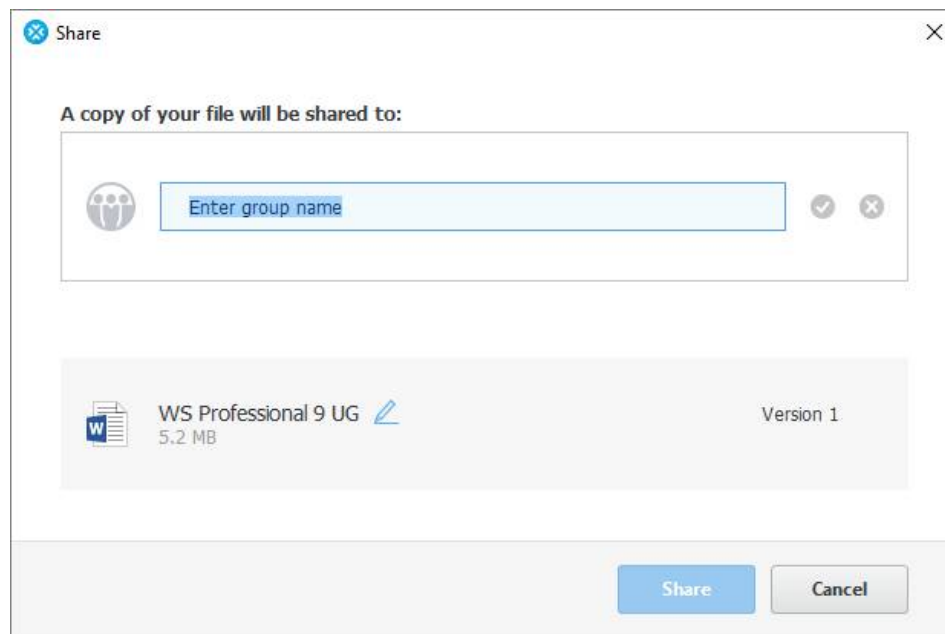 Share
A copy of your file will be shared to:
Enter group name
WS Professional 9 UG
Version 1
5.2 MB
Share
Cancel